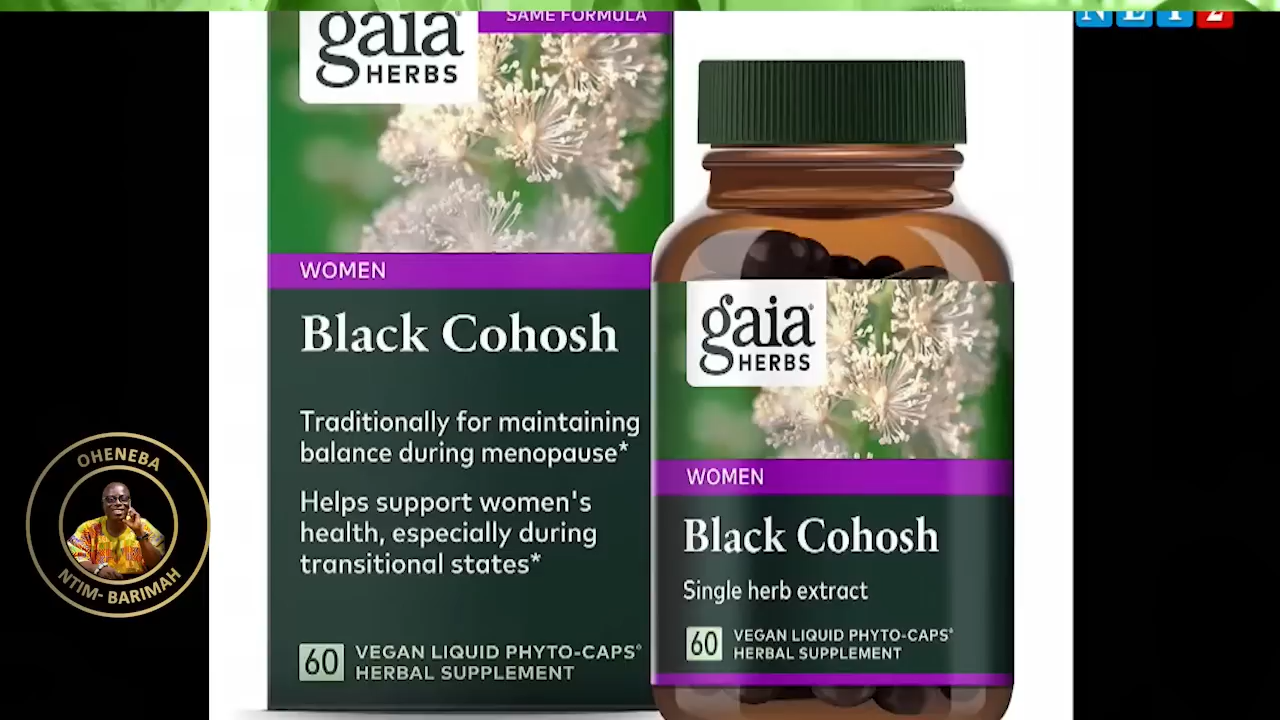 SAME FORMULA
NET2
gaia
HERBS
WOMEN
Black Cohosh
Traditionally for maintaining
balance during menopause*
Helps support women's
health, especially during
transitional states*
60 VEGAN LIQUID PHYTO-CAPS®
HERBAL SUPPLEMENT
gaia®
HERBS
WOMEN
Black Cohosh
Single herb extract
60 VEGAN LIQUID PHYTO-CAPS®
HERBAL SUPPLEMENT
OHENEBA
NTIM-BARIMAH